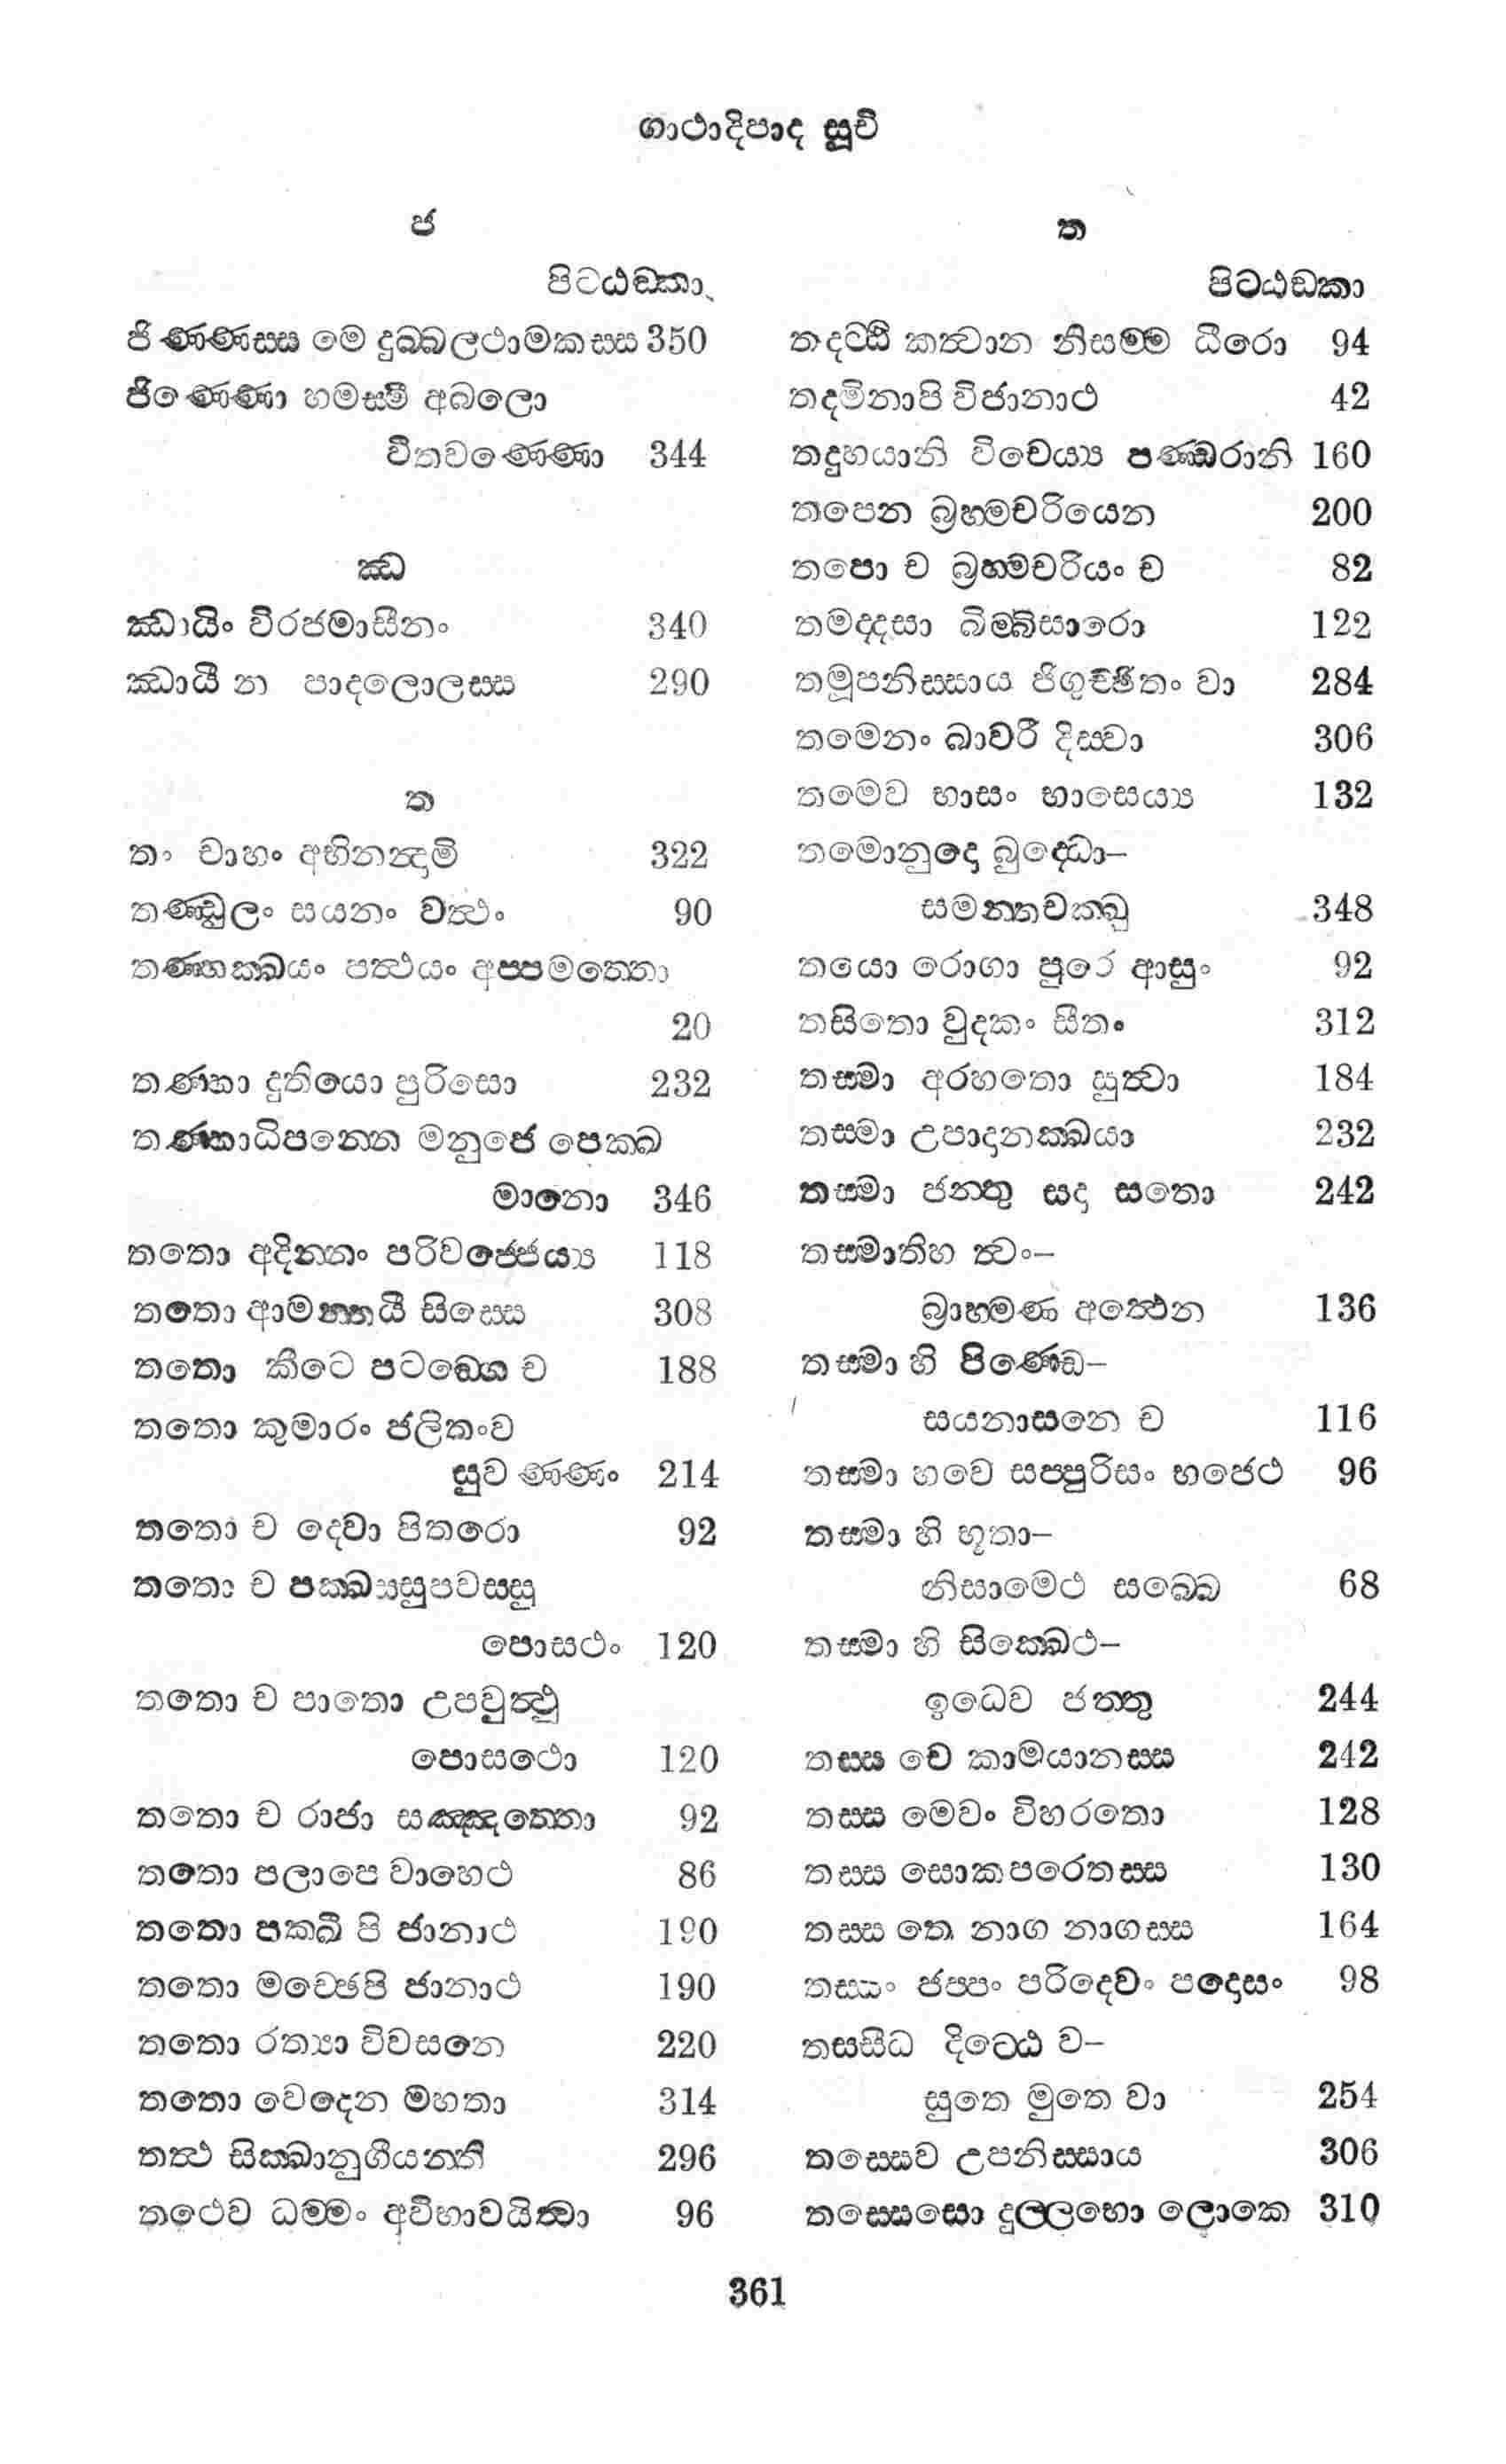 ගාථාදිපාද සූචි
ජ
පිටඨඞකා
ජිණ්ණස්ස මෙ දුබ්බලථාමකස්ස 350
ජිණ්ණො හමස්මි අබලො
විතවණ්ණො 344
ඣ
ඣායිං විරජමාසීනං 340
ඣායී න පාදලොලස්ස 290
ත
තං චාහං අභිනන්‍දාමි 322
තණ්ඩුලං සයනං වත්‍ථං 90
තණ්හක්ඛයං පත්‍ථයං අප්පමත්තො
20
තණ්හා දුතියො පුරිසො 232
තණ්හාධිපන්නෙ මනුජෙ පෙක්ඛ
මානො 346
තතො අදින්නං පරිවජ්ජෙය්‍ය 118
තතො ආමන්තයී සිස්සෙ 308
තතො කීටෙ පටඞ්ගෙ ච 188
තතො කුමාරං ජලිතංව
සුවණ්ණං 214
තතො ච දෙවා පිතරො 92
තතො ච පක්ඛස්සුපවස්සු
පොසථං 120
තතො ච පාතො උපවුත්‍ථු
පොසථො 120
තතො ච රාජා සඤ්ඤත්තො 92
තතො පලාපෙ වාහෙථ 86
තතො පක්ඛී පි ජානාථ 190
තතො මච්ඡෙපි ජානාථ 190
තතො රත්‍යා විවසනෙ 220
තතො වෙදෙන මහතා 314
තත්‍ථ සික්ඛානුගීයන්ති 296
තථෙව ධම්මං අවිභාවයිත්‍වා 96
ත
පිටඨඞකා
තදට්ඨි කත්‍වාන නිසම්ම ධීරො 94
තදමිනාපි විජානාථ 42
තදුභයානි විචෙය්‍ය පණ්ඩරානි 160
තපෙන බ්‍රහ්මචරියෙන 200
තපො ච බ්‍රහ්මචරියං ච 82
තමද්දසා බිම්බිසාරො 122
තමූපනිස්සාය ජිගුච්ඡිතං වා 284
තමෙනං බාවරී දිස්වා 306
තමෙව භාසං භාසෙය්‍ය 132
තමොනුදො බුද්ධො–
සමන්තචක්ඛු 348
තයො රොගා පුරෙ ආසුං 92
තසිතො වුදකං සීතං 312
තස්මා අරහතො සුත්‍වා 184
තස්මා උපාදානක්ඛයා 232
තස්මා ජන්තු සදා සතො 242
තස්මාතිහ ත්‍වං–
බ්‍රාහ්මණ අත්‍ථෙන 136
තස්මා හි පිණ්ඩෙ–
සයනාසනෙ ච 116
තස්මා හවෙ සප්පුරිසං භජෙථ 96
තස්මා හි භූතා–
නිසාමෙථ සබ්බෙ 68
තස්මා හි සික්ඛෙථ–
ඉධෙව ජන්තු 244
තස්ස චෙ කාමයානස්ස 242
තස්ස මෙවං විහරතො 128
තස්ස සොකපරෙතස්ස 130
තස්ස තෙ නාග නාගස්ස 164
තස්සං ජප්පං පරිදෙවං පදොසං 98
තස්සීධ දිට්ඨෙ ව–
සුතෙ මුතෙ වා 254
තස්සෙව උපනිස්සාය 306
තස්සෙසො දුල්ලභො ලොකෙ 310
361